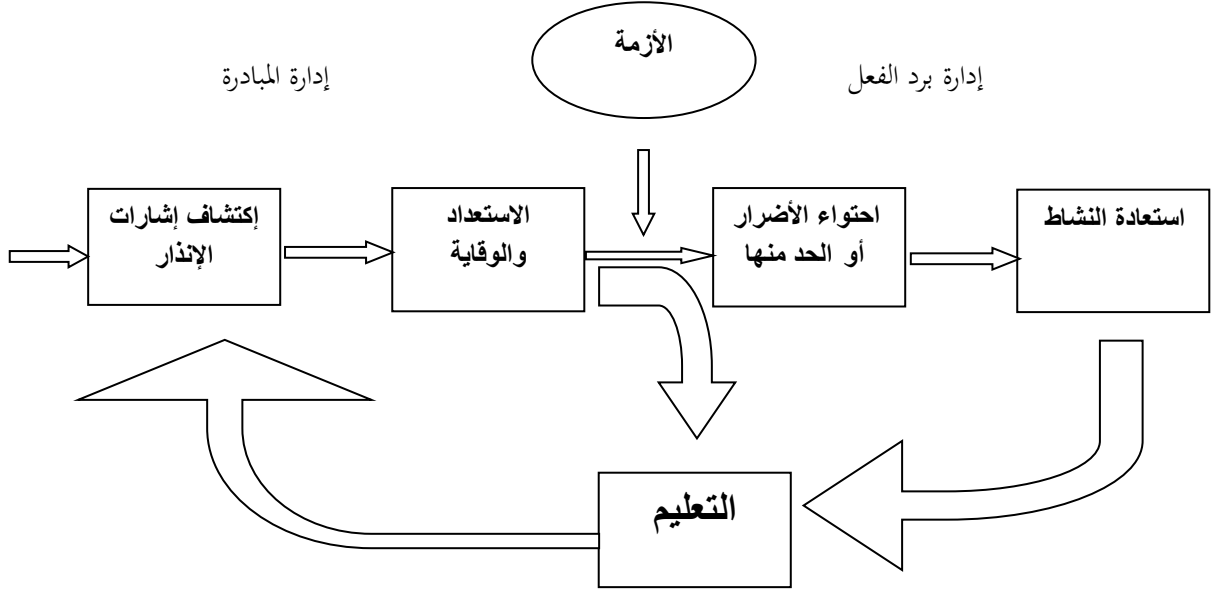 الأزمة
إدارة المبادرة
إدارة برد الفعل
إكتشاف إشارات
الإنذار
الاستعداد
والوقاية
احتواء الأضرار
أو الحد منها
استعادة النشاط
التعليم